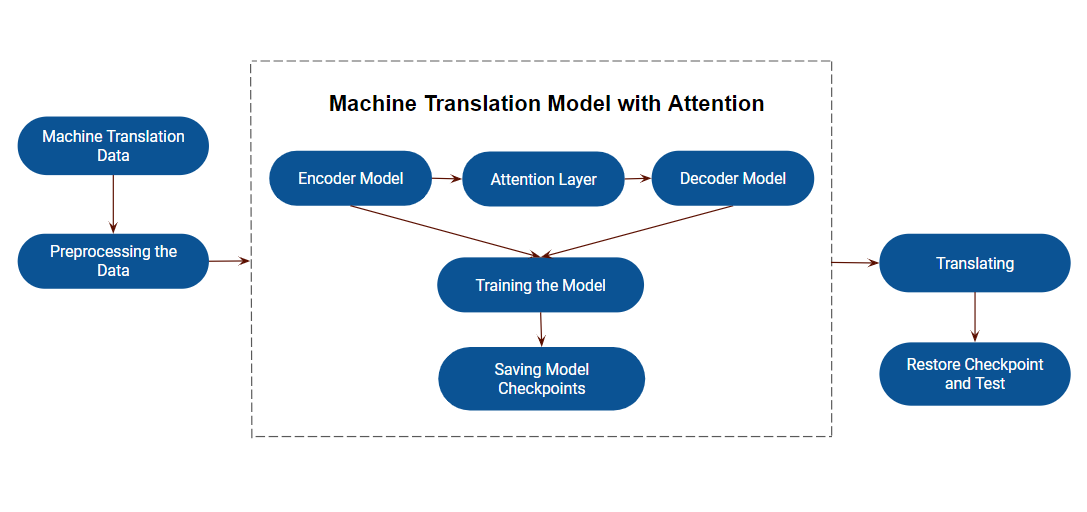 Machine Translation Model with Attention
Machine Translation
Data
Preprocessing the
Data
Encoder Model
Attention Layer
Decoder Model
Training the Model
Saving Model
Checkpoints
Translating
Restore Checkpoint
and Test